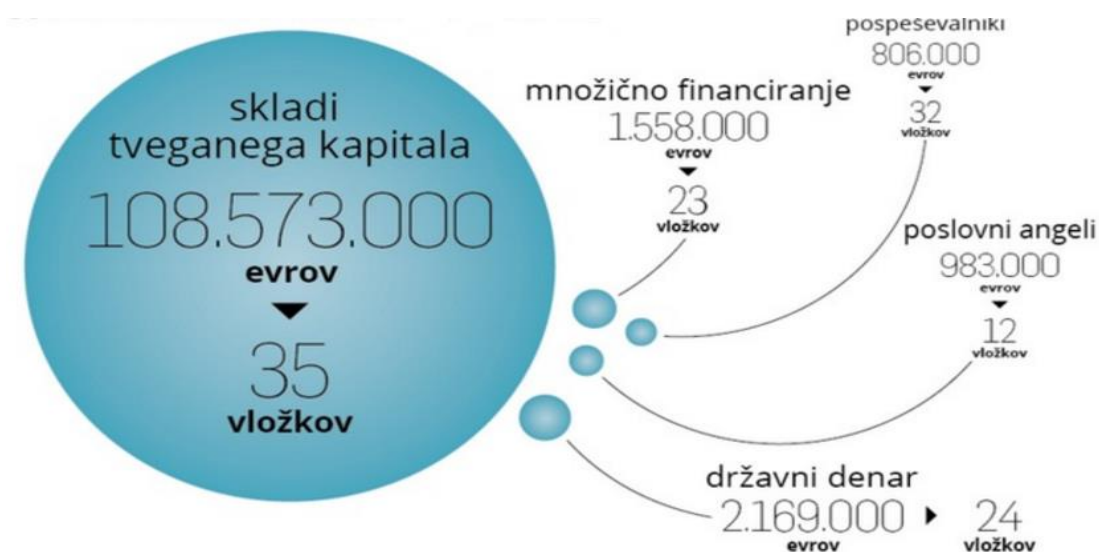 skladi
tveganega kapitala
108.573.000
evrov
35
vložkov
množično financiranje
1.558.000
evrov
23
vložkov
pospeševalniki
806.000
evrov
32
vložkov
poslovni angeli
983.000
evrov
12
vložkov
državni denar
2.169.000
evrov
24
vložkov